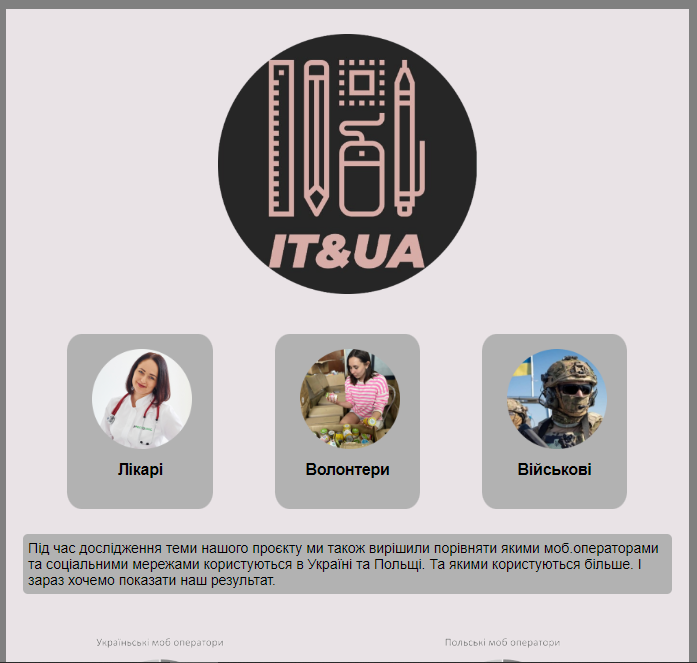 IT&UA
Лікарі
Волонтери
Військові
Під час дослідження теми нашого проєкту ми також вирішили порівняти якими моб.операторами
та соціальними мережами користуються в Україні та Польщі. Та якими користуються більше. І
зараз хочемо показати наш результат.
Україньські моб оператори
Польські моб оператори